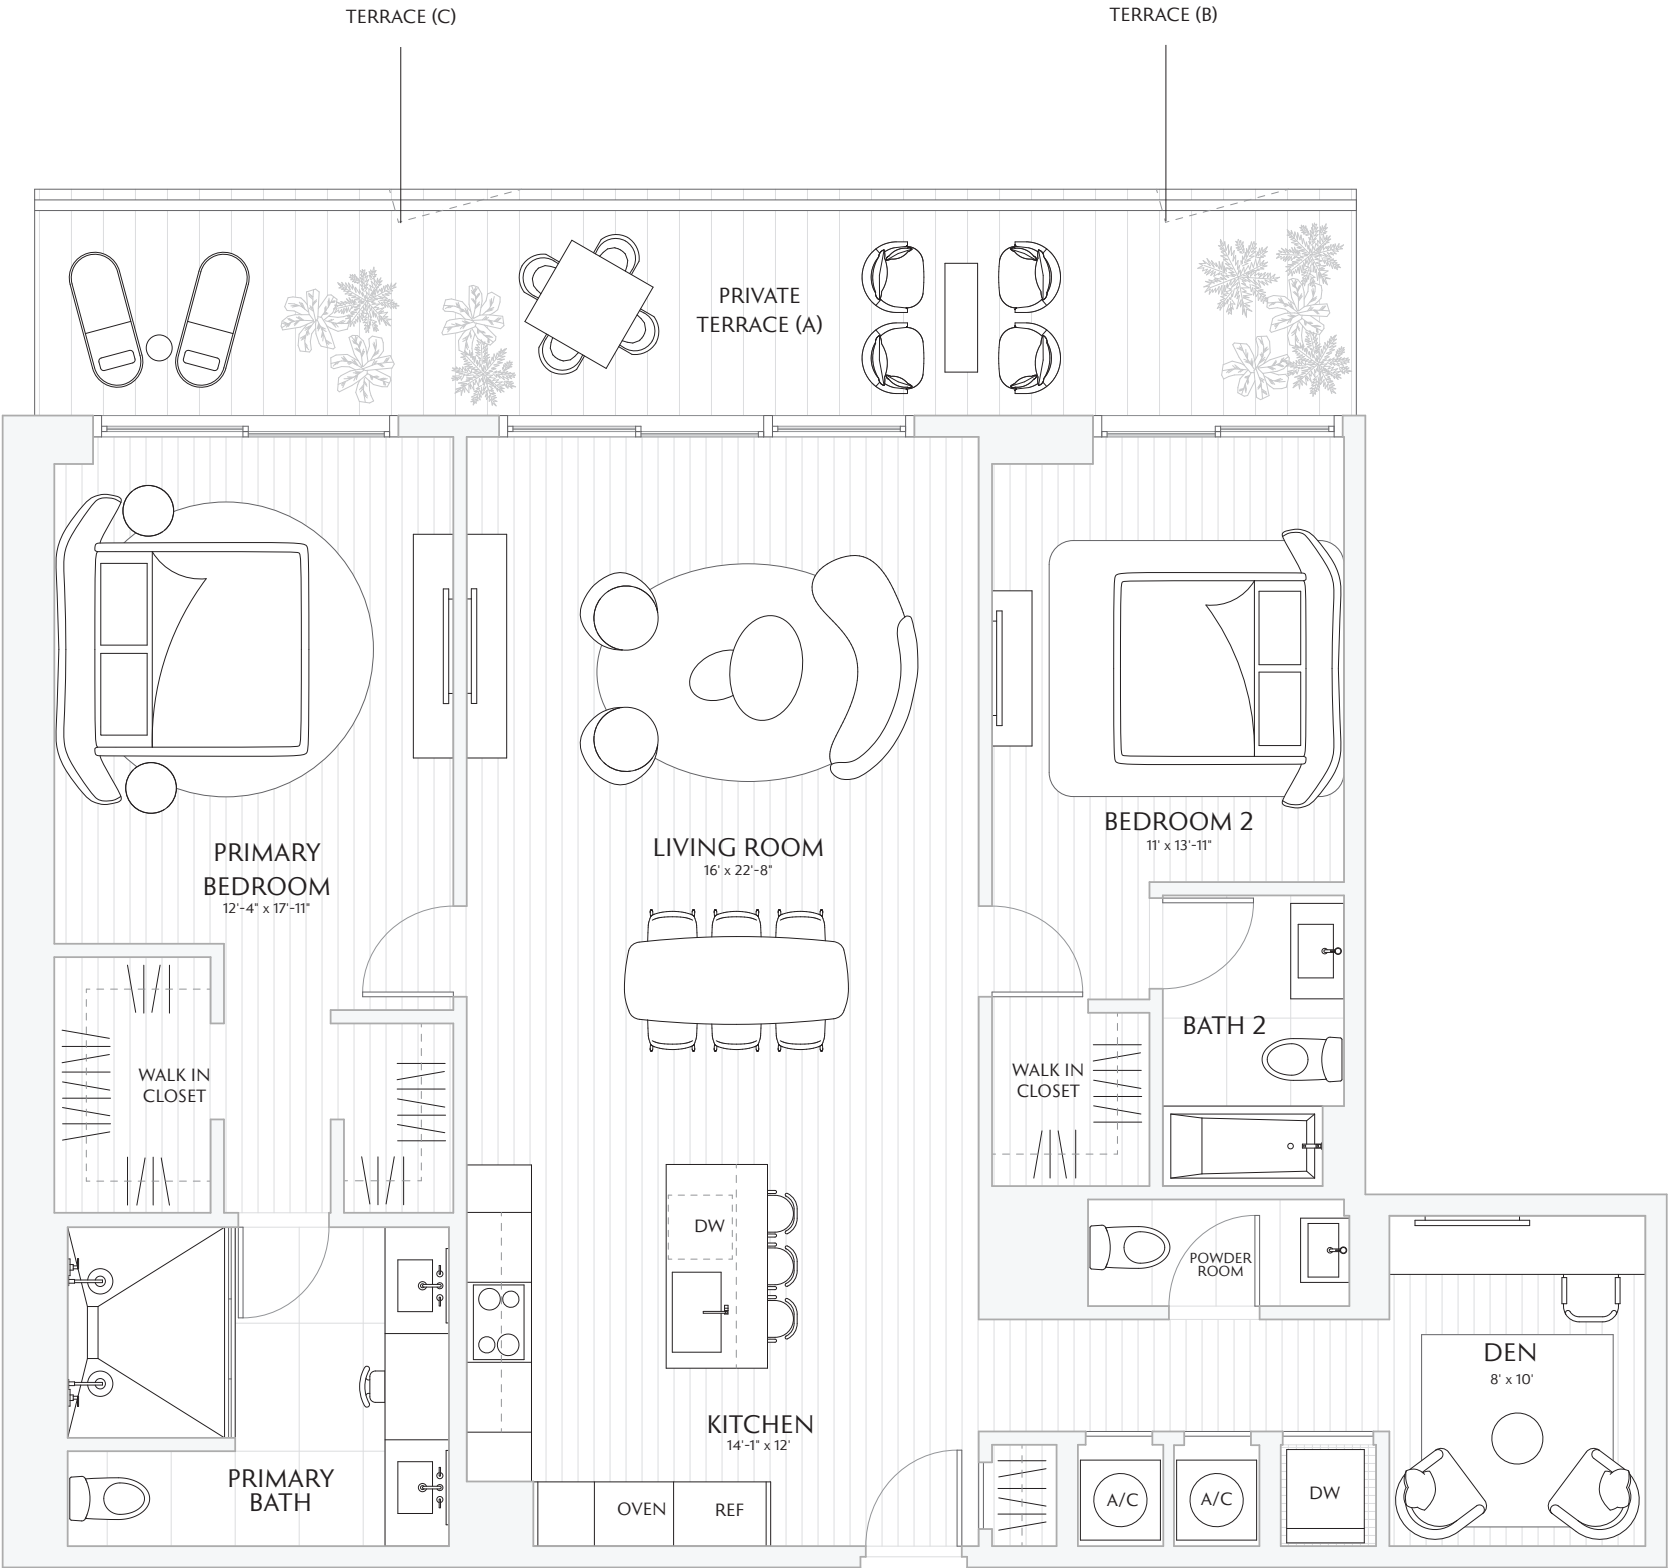 TERRACE (C)
TERRACE (B)
PRIVATE
TERRACE (A)
PRIMARY
BEDROOM
12'-4" x 17'-11"
LIVING ROOM
16' x 22'-8"
BEDROOM 2
11' x 13'-11"
BATH 2
WALK IN
CLOSET
WALK IN
CLOSET
DW
POWDER
ROOM
DEN
8' x 10'
KITCHEN
14'-1" x 12'
PRIMARY
BATH
OVEN
REF
A/C
A/C
DW